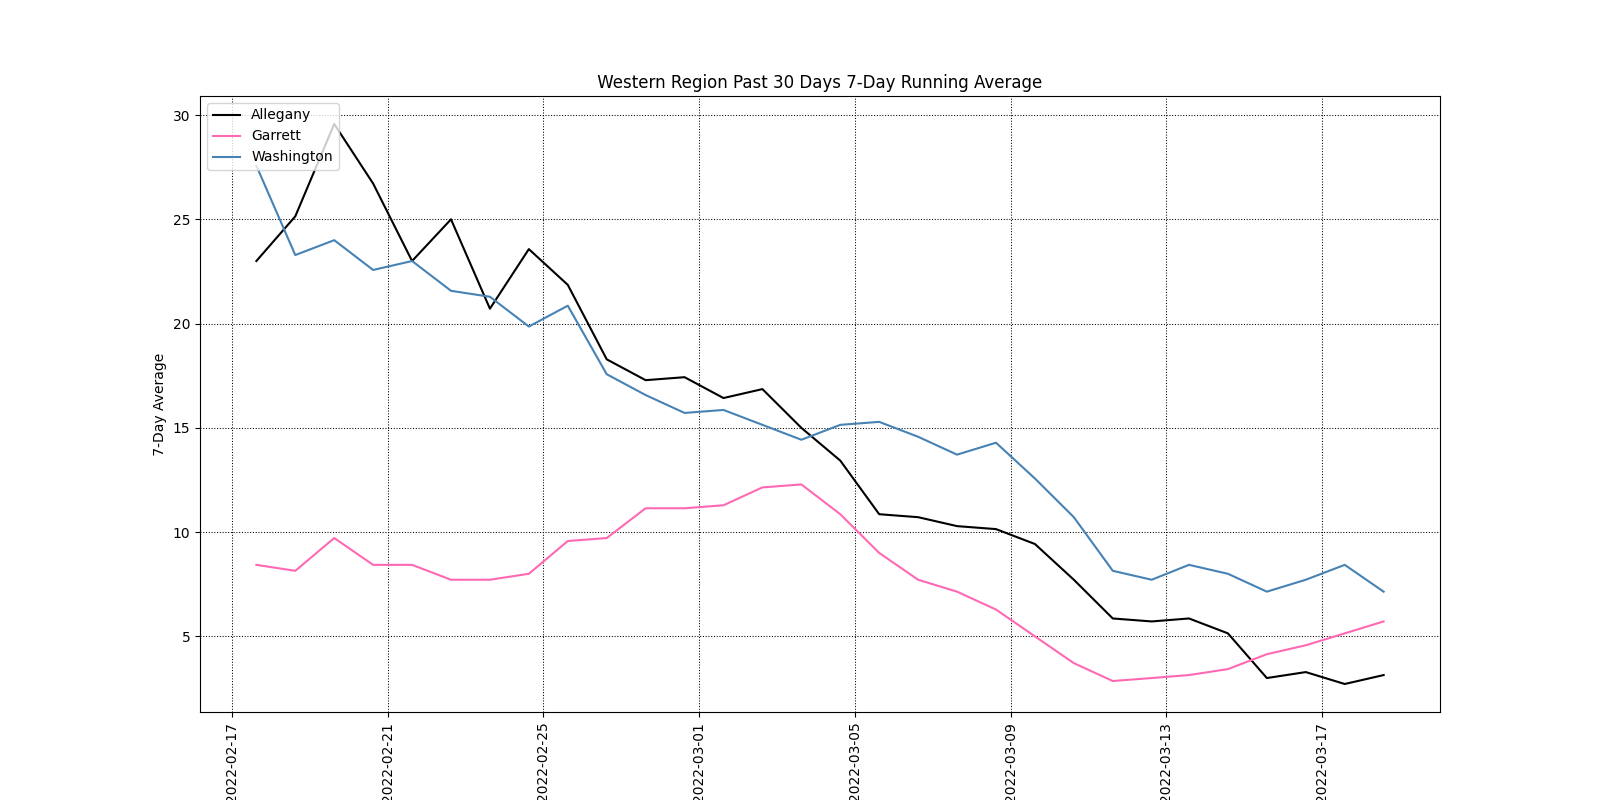 Western Region Past 30 Days 7-Day Running Average
Allegany
Garrett
Washington
30
25
20
15
10
5
7-Day Average
2022-02-17
2022-02-21
2022-02-25
2022-03-01
2022-03-05
2022-03-09
2022-03-13
2022-03-17